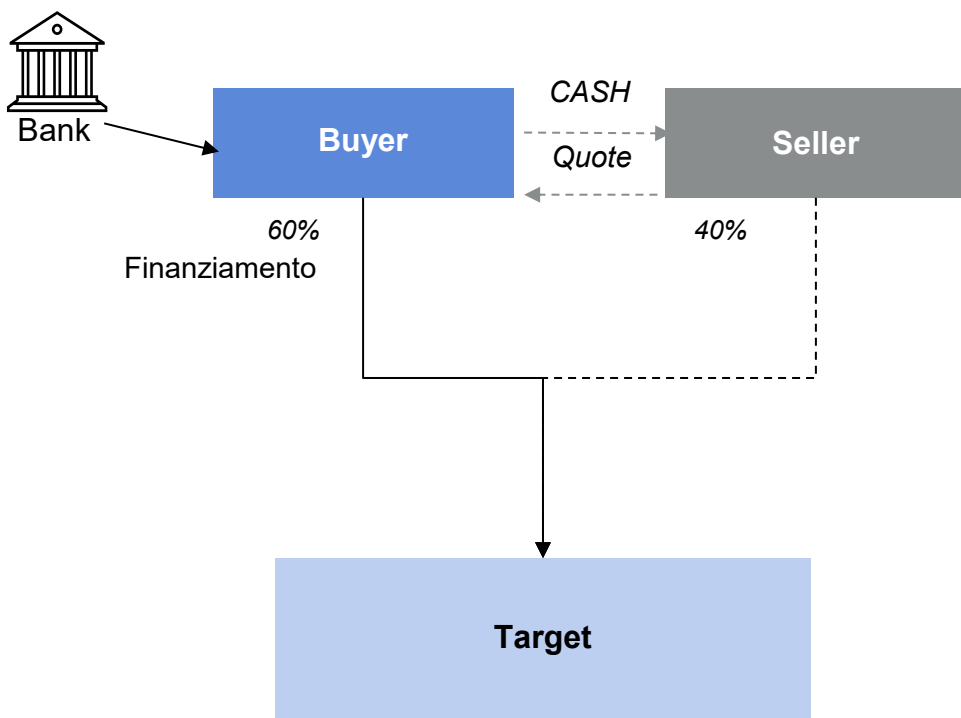 Bank
Buyer
CASH
Quote
Seller
60%
Finanziamento
40%
Target